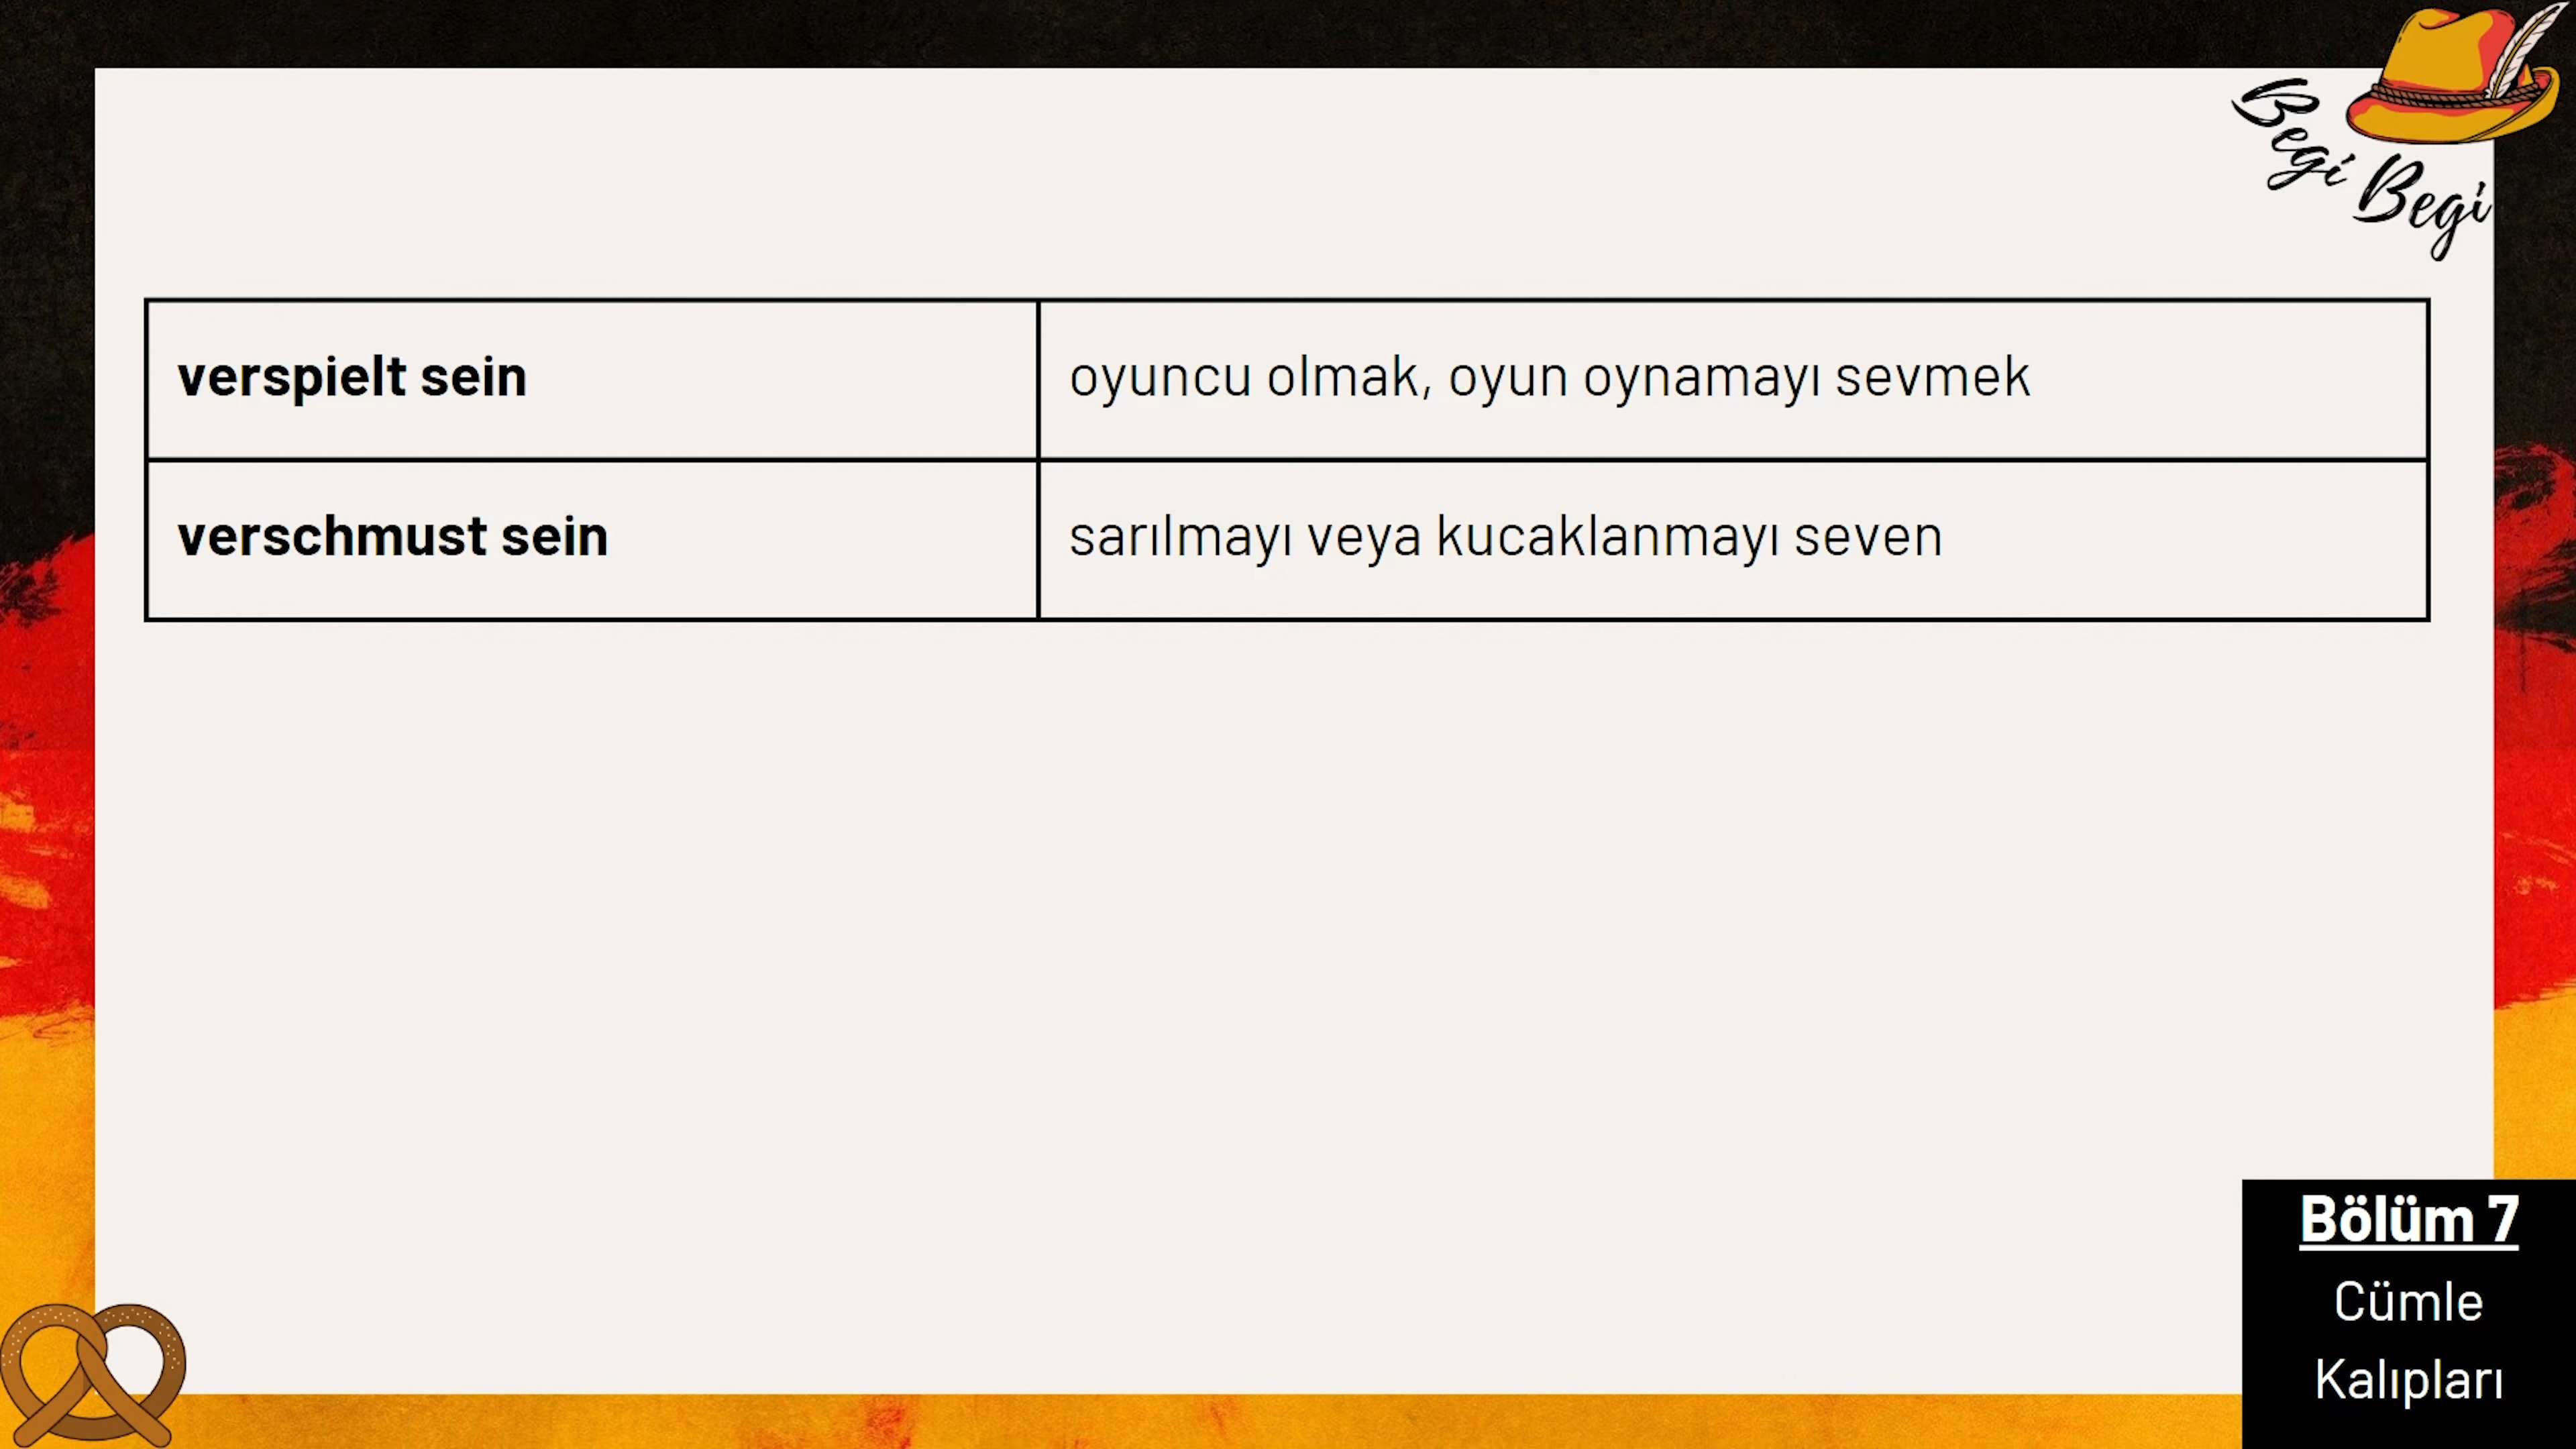 Begi Begi
verspielt sein
oyuncu olmak, oyun oynamayı sevmek
verschmust sein
sarılmayı veya kucaklanmayı seven
Bölüm 7
Cümle
Kalıpları